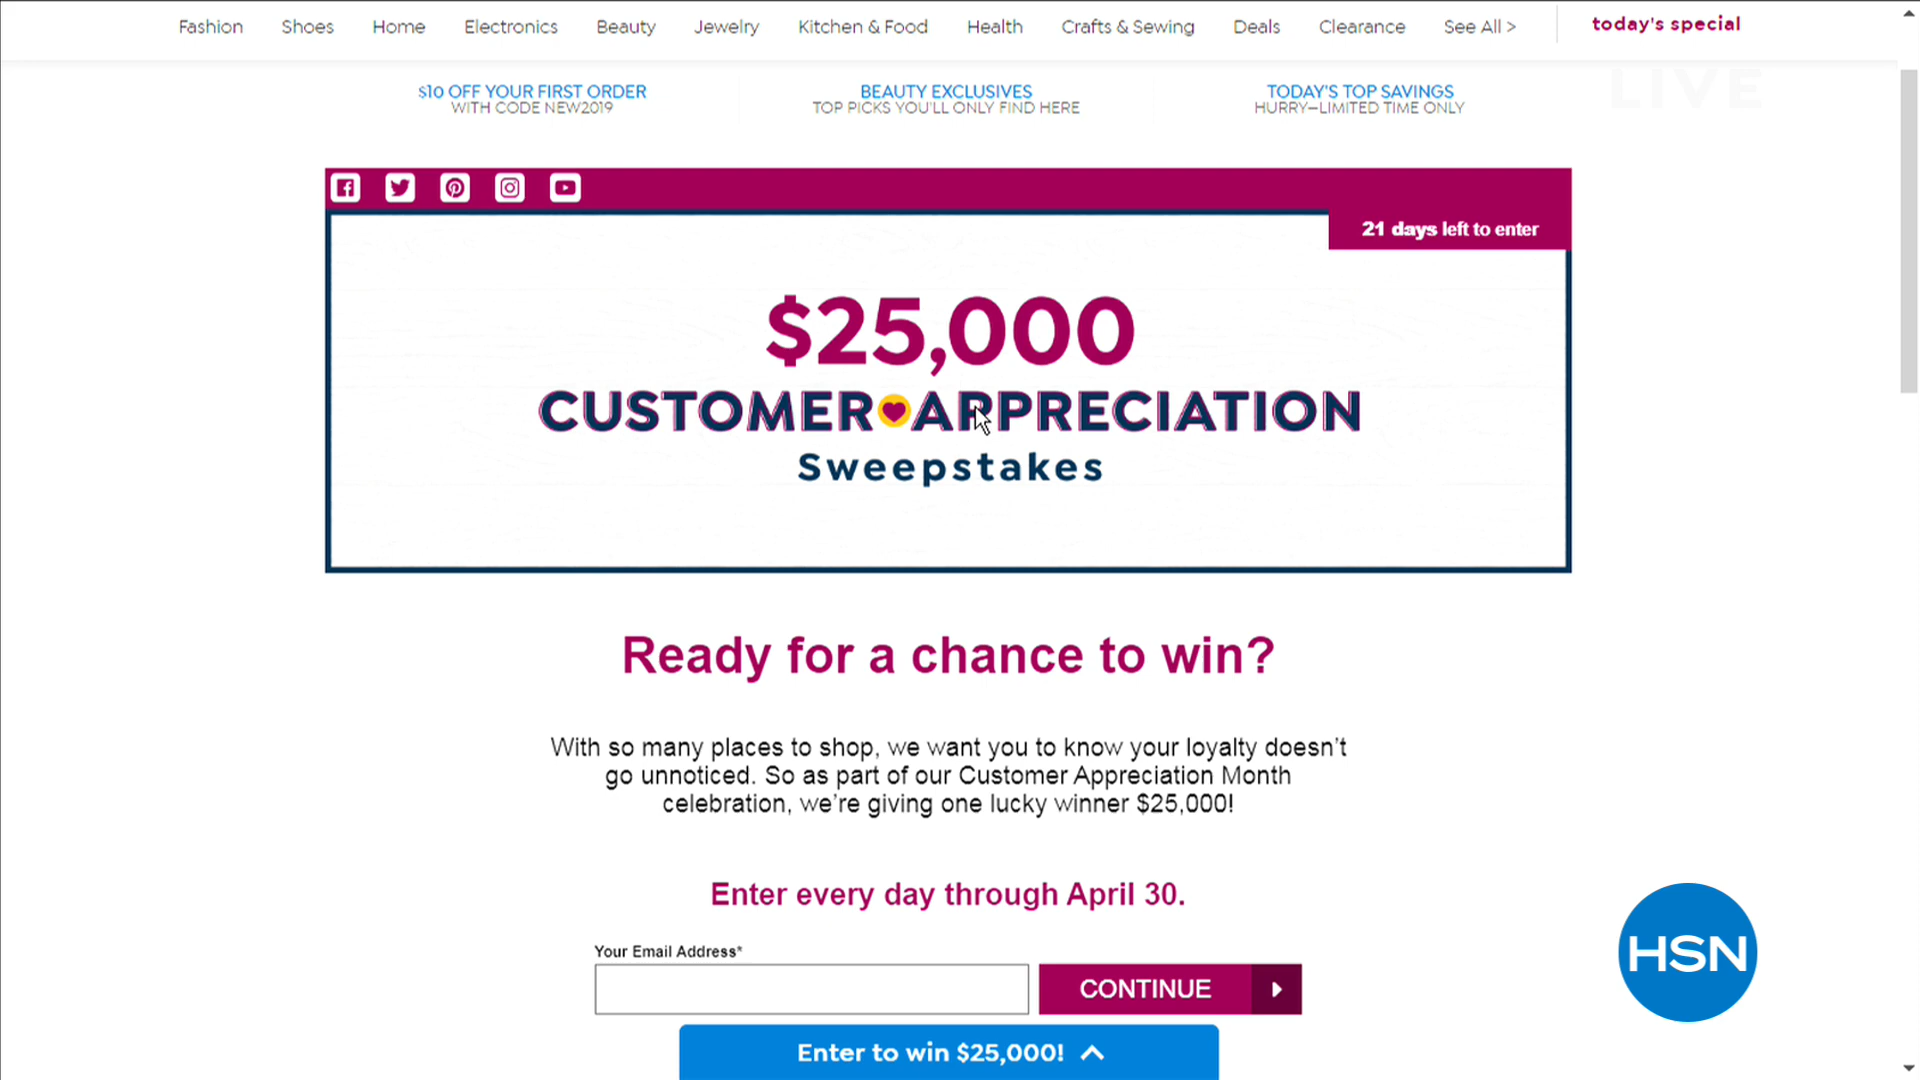 Fashion Shoes Home Electronics Beauty Jewelry Kitchen & Food Health Crafts & Sewing Deals Clearance See All > today's special
$10 OFF YOUR FIRST ORDER
WITH CODE NEW2019
BEAUTY EXCLUSIVES
TOP PICKS YOU'LL ONLY FIND HERE
TODAY'S TOP SAVINGS
HURRY—LIMITED TIME ONLY
LIVE
21 days left to enter
$25,000
CUSTOMER APPRECIATION
Sweepstakes
Ready for a chance to win?
With so many places to shop, we want you to know your loyalty doesn't
go unnoticed. So as part of our Customer Appreciation Month
celebration, we're giving one lucky winner $25,000!
Enter every day through April 30.
Your Email Address*
CONTINUE
HSN
Enter to win $25,000!